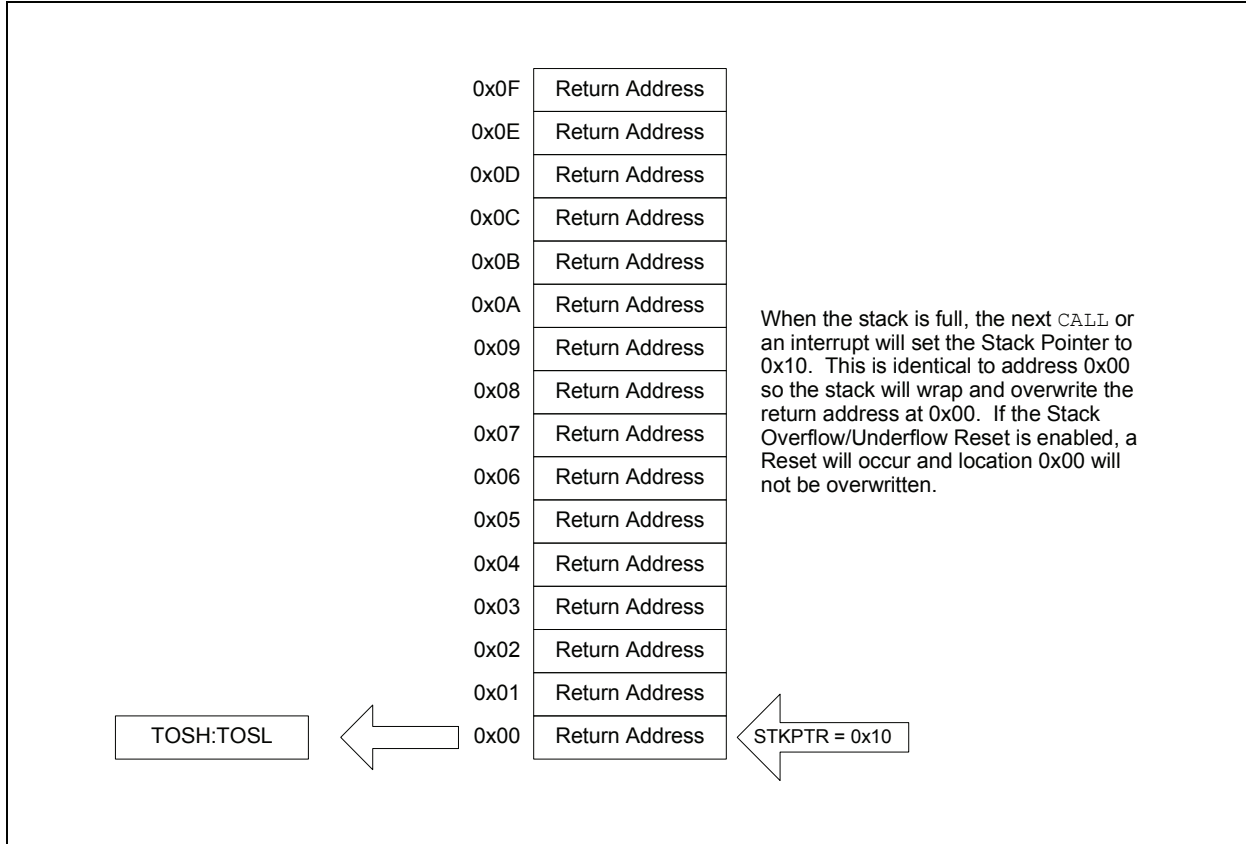 0x0F Return Address
0x0E Return Address
0x0D Return Address
0x0C Return Address
0x0B Return Address
0x0A Return Address
0x09 Return Address
0x08 Return Address
0x07 Return Address
0x06 Return Address
0x05 Return Address
0x04 Return Address
0x03 Return Address
0x02 Return Address
0x01 Return Address
TOSH:TOSL 0x00 Return Address STKPTR = 0x10
When the stack is full, the next CALL or
an interrupt will set the Stack Pointer to
0x10. This is identical to address 0x00
so the stack will wrap and overwrite the
return address at 0x00. If the Stack
Overflow/Underflow Reset is enabled, a
Reset will occur and location 0x00 will
not be overwritten.